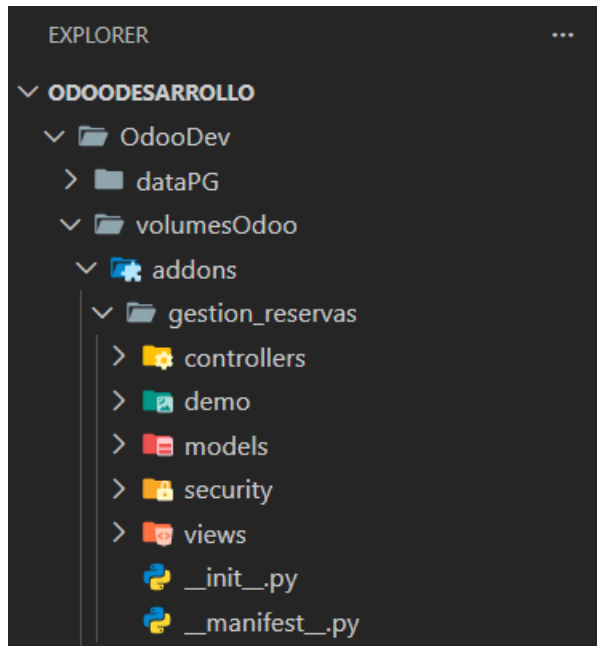 EXPLORER ...
ODOODESARROLLO
OdooDev
dataPG
volumesOdoo
addons
gestion_reservas
controllers
demo
models
security
views
__init__.py
__manifest__.py